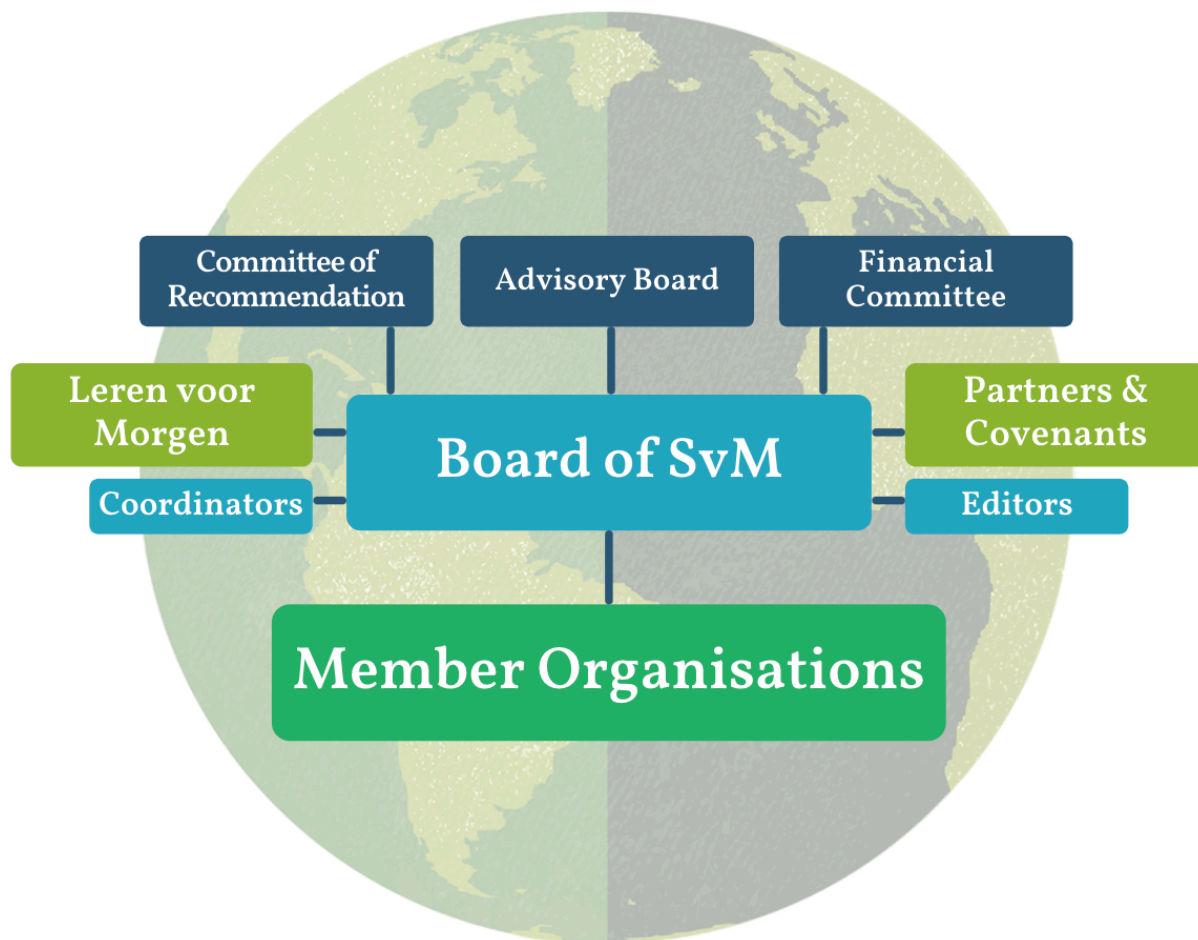 Committee of
Recommendation
Advisory Board
Financial
Committee
Leren voor
Morgen
Board of SvM
Partners &
Covenants
Coordinators
Editors
Member Organisations